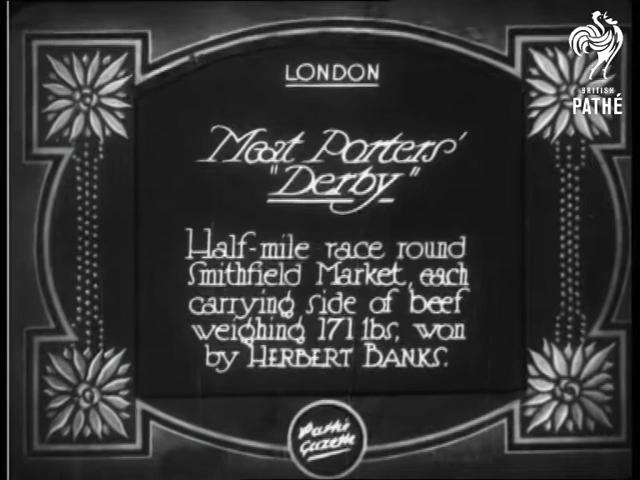 LONDON
BRITISH
PATHÉ
Meat Porters'
"Derby"
Half-mile race round
Smithfield Market, each
carrying side of beef
weighing 171 lbs, won
by HERBERT BANKS.
Pathé
Gazette